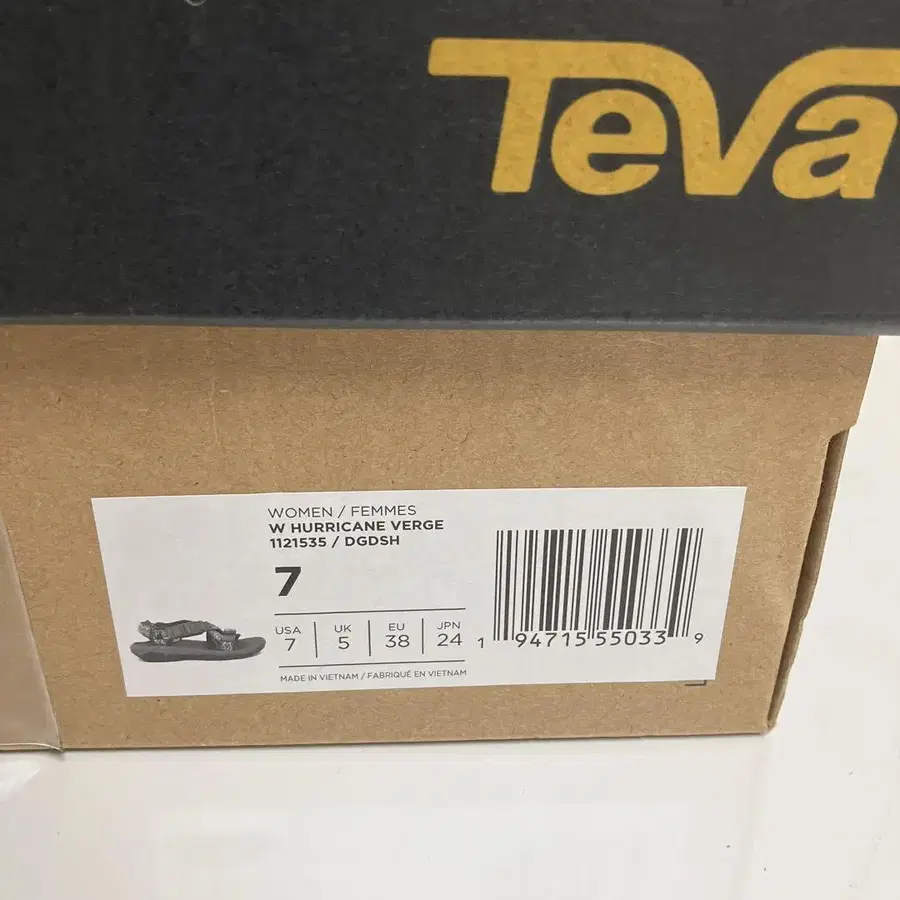 Teva
WOMEN / FEMMES
W HURRICANE VERGE
1121535 / DGDSH
7
USA UK EU JPN
7 5 38 24
MADE IN VIETNAM / FABRIQUÉ EN VIETNAM
1 94715 55033 9